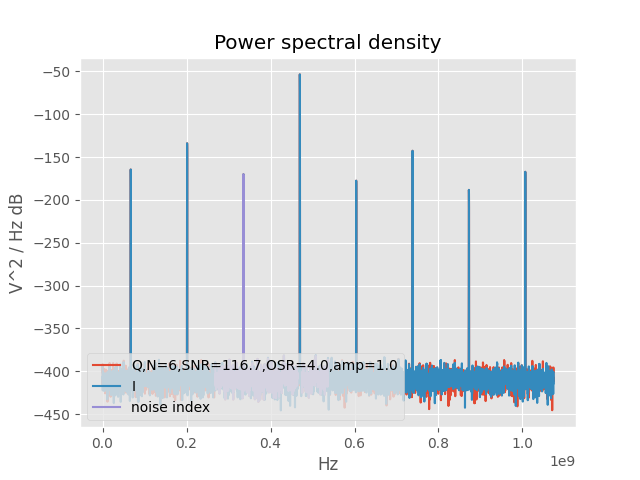 Power spectral density
V^2 / Hz dB
−50
−100
−150
−200
−250
−300
−350
−400
−450
Q,N=6,SNR=116.7,OSR=4.0,amp=1.0
I
noise index
0.0 0.2 0.4 0.6 0.8 1.0
1e9
Hz